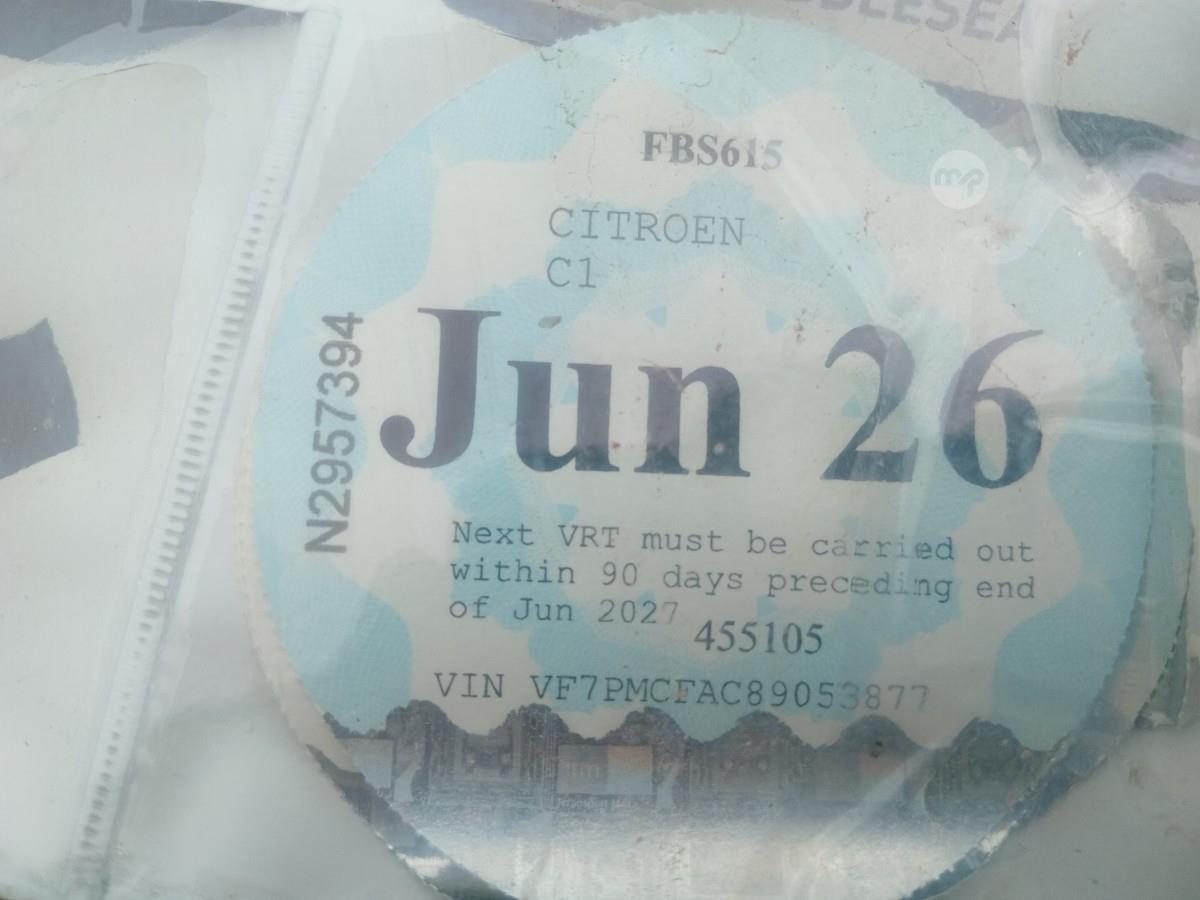 FBS615
CITROEN
C1
Jun 26
N2957394
Next VRT must be carried out
within 90 days preceding end
of Jun 2027
455105
VIN VF7PMCFAC89053877
mp